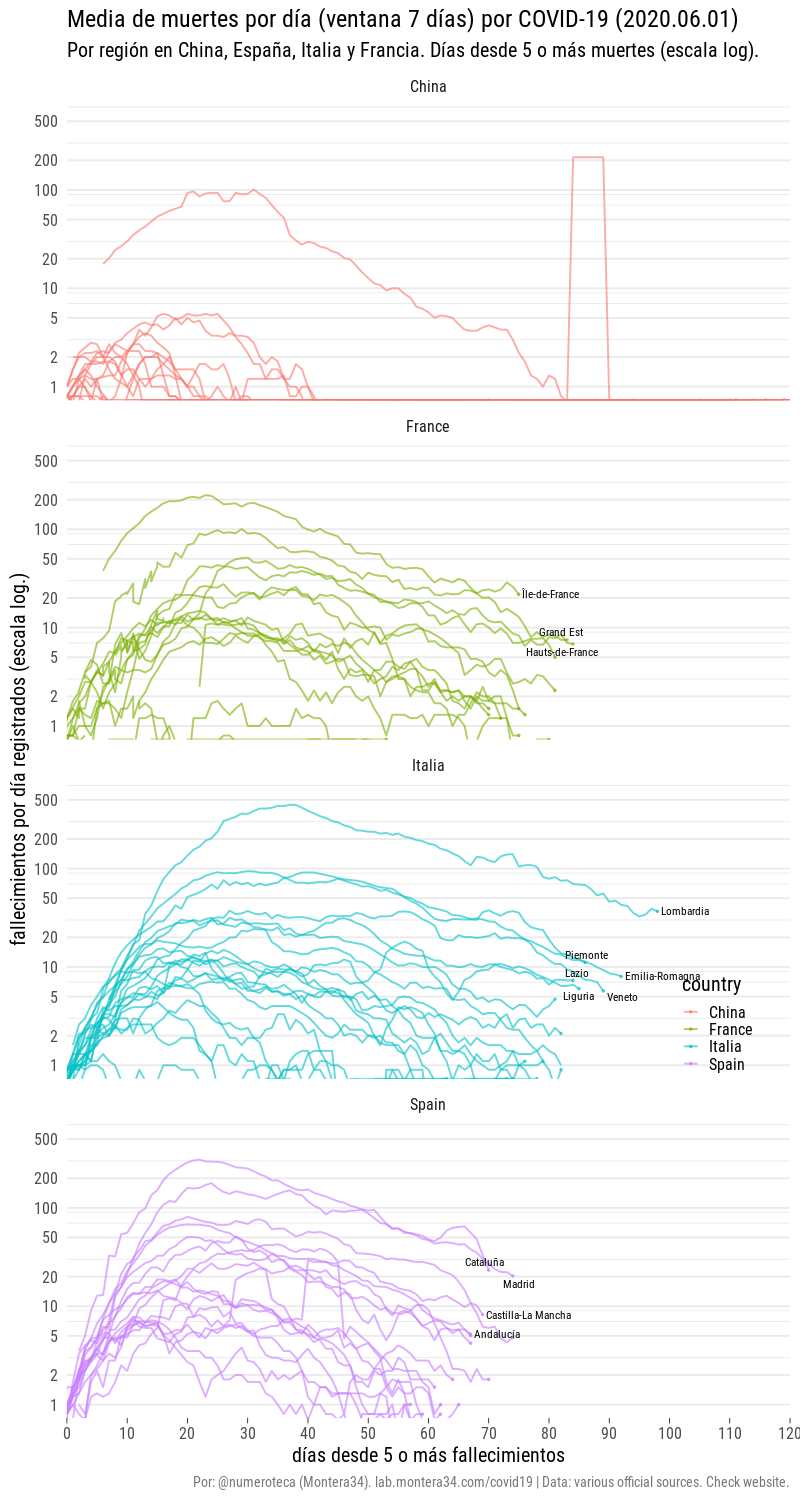 Media de muertes por día (ventana 7 días) por COVID-19 (2020.06.01)
Por región en China, España, Italia y Francia. Días desde 5 o más muertes (escala log).
China
500
200
100
50
20
10
5
2
1
France
500
200
100
50
20
10
5
2
1
Île-de-France
Grand Est
Hauts-de-France
fallecimientos por día registrados (escala log.)
Italia
500
200
100
50
20
10
5
2
1
Lombardia
Piemonte
Lazio
Emilia-Romagna
Liguria
Veneto
country
China
France
Italia
Spain
Spain
500
200
100
50
20
10
5
2
1
Cataluña
Madrid
Castilla-La Mancha
Andalucía
0 10 20 30 40 50 60 70 80 90 100 110 120
días desde 5 o más fallecimientos
Por: @numeroteca (Montera34). lab.montera34.com/covid19 | Data: various official sources. Check website.